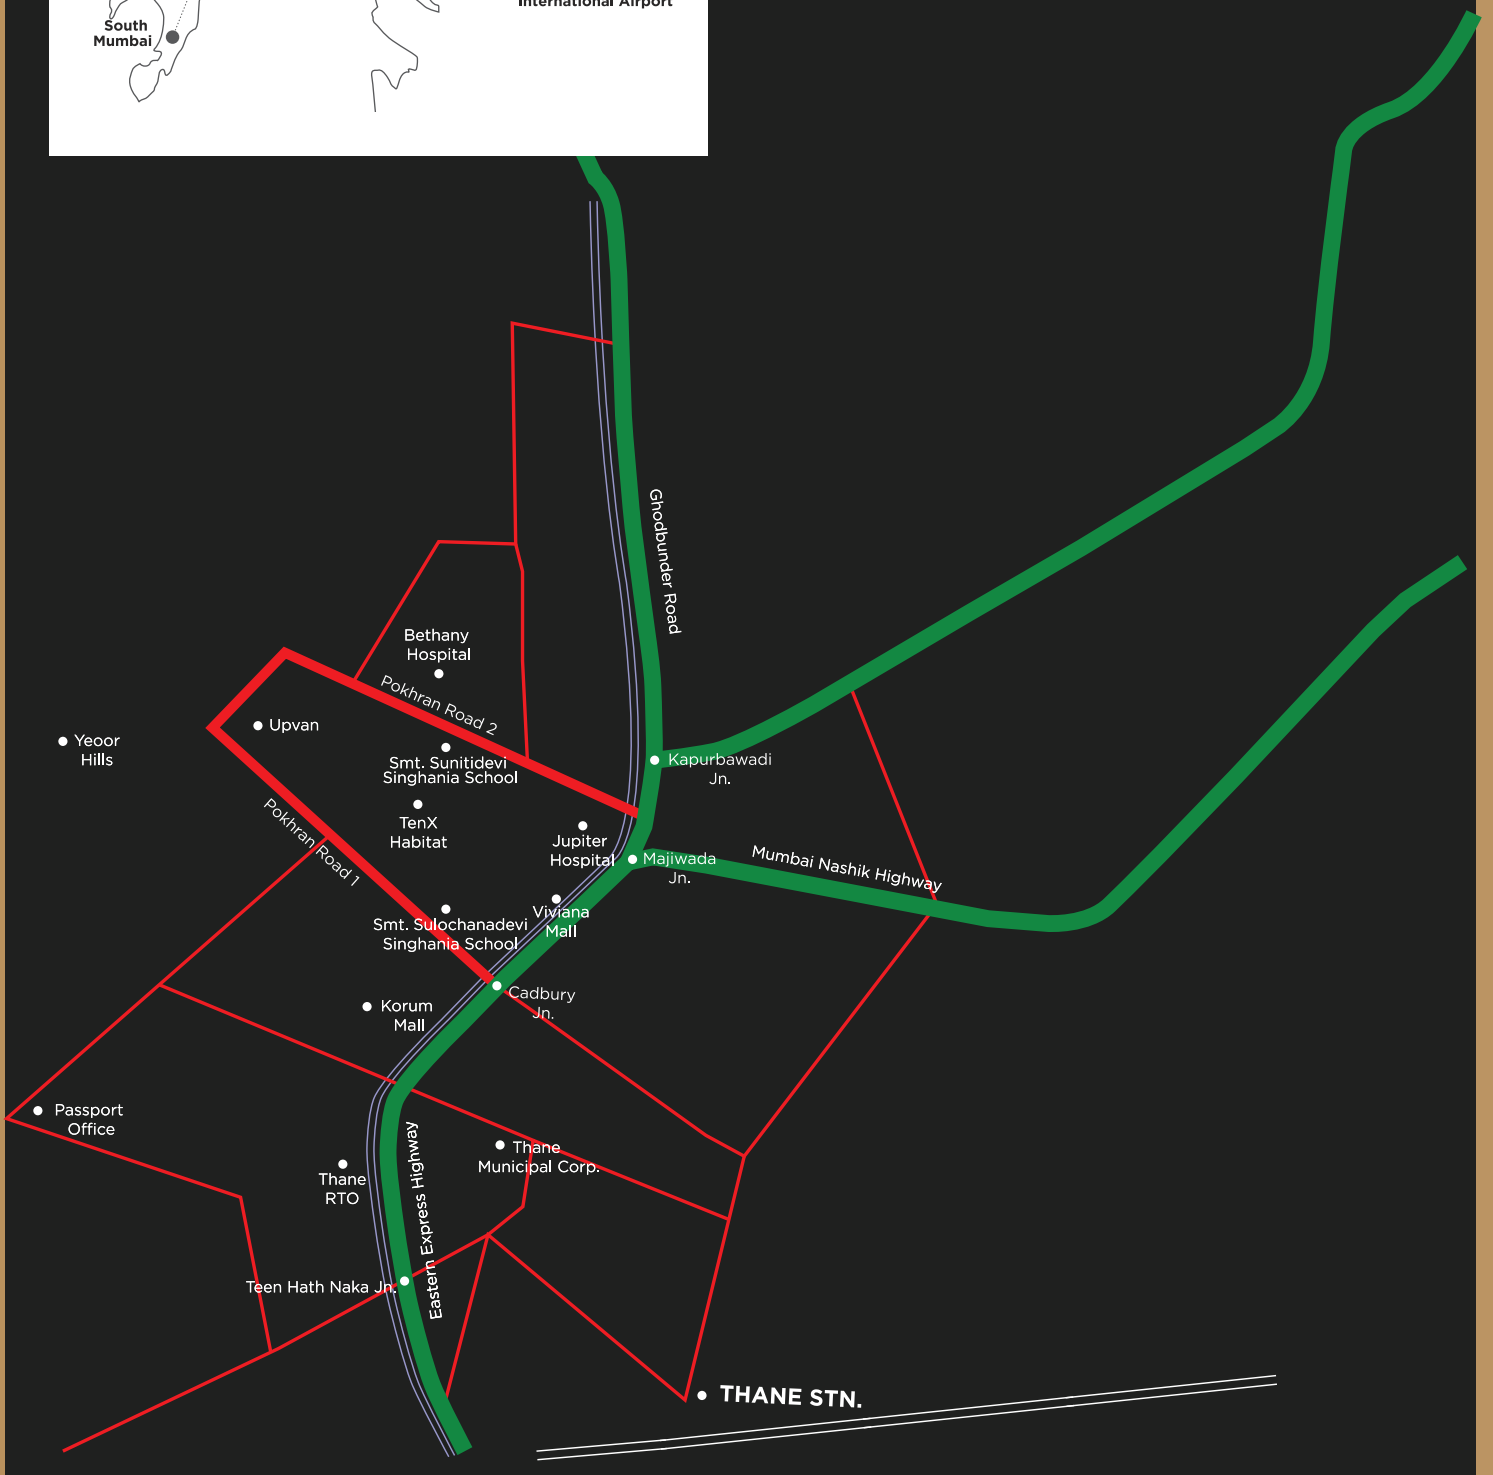 International Airport
South
Mumbai
Ghodbunder Road
Bethany
Hospital
Pokhran Road 2
Upvan
Yeoor
Hills
Smt. Sunitidevi
Singhania School
Kapurbawadi
Jn.
Pokhran Road 1
TenX
Habitat
Jupiter
Hospital
Majiwada
Jn.
Mumbai Nashik Highway
Smt. Sulochanadevi
Singhania School
Viviana
Mall
Cadbury
Jn.
Korum
Mall
Passport
Office
Eastern Express Highway
Thane
Municipal Corp.
Thane
RTO
Teen Hath Naka Jn.
THANE STN.